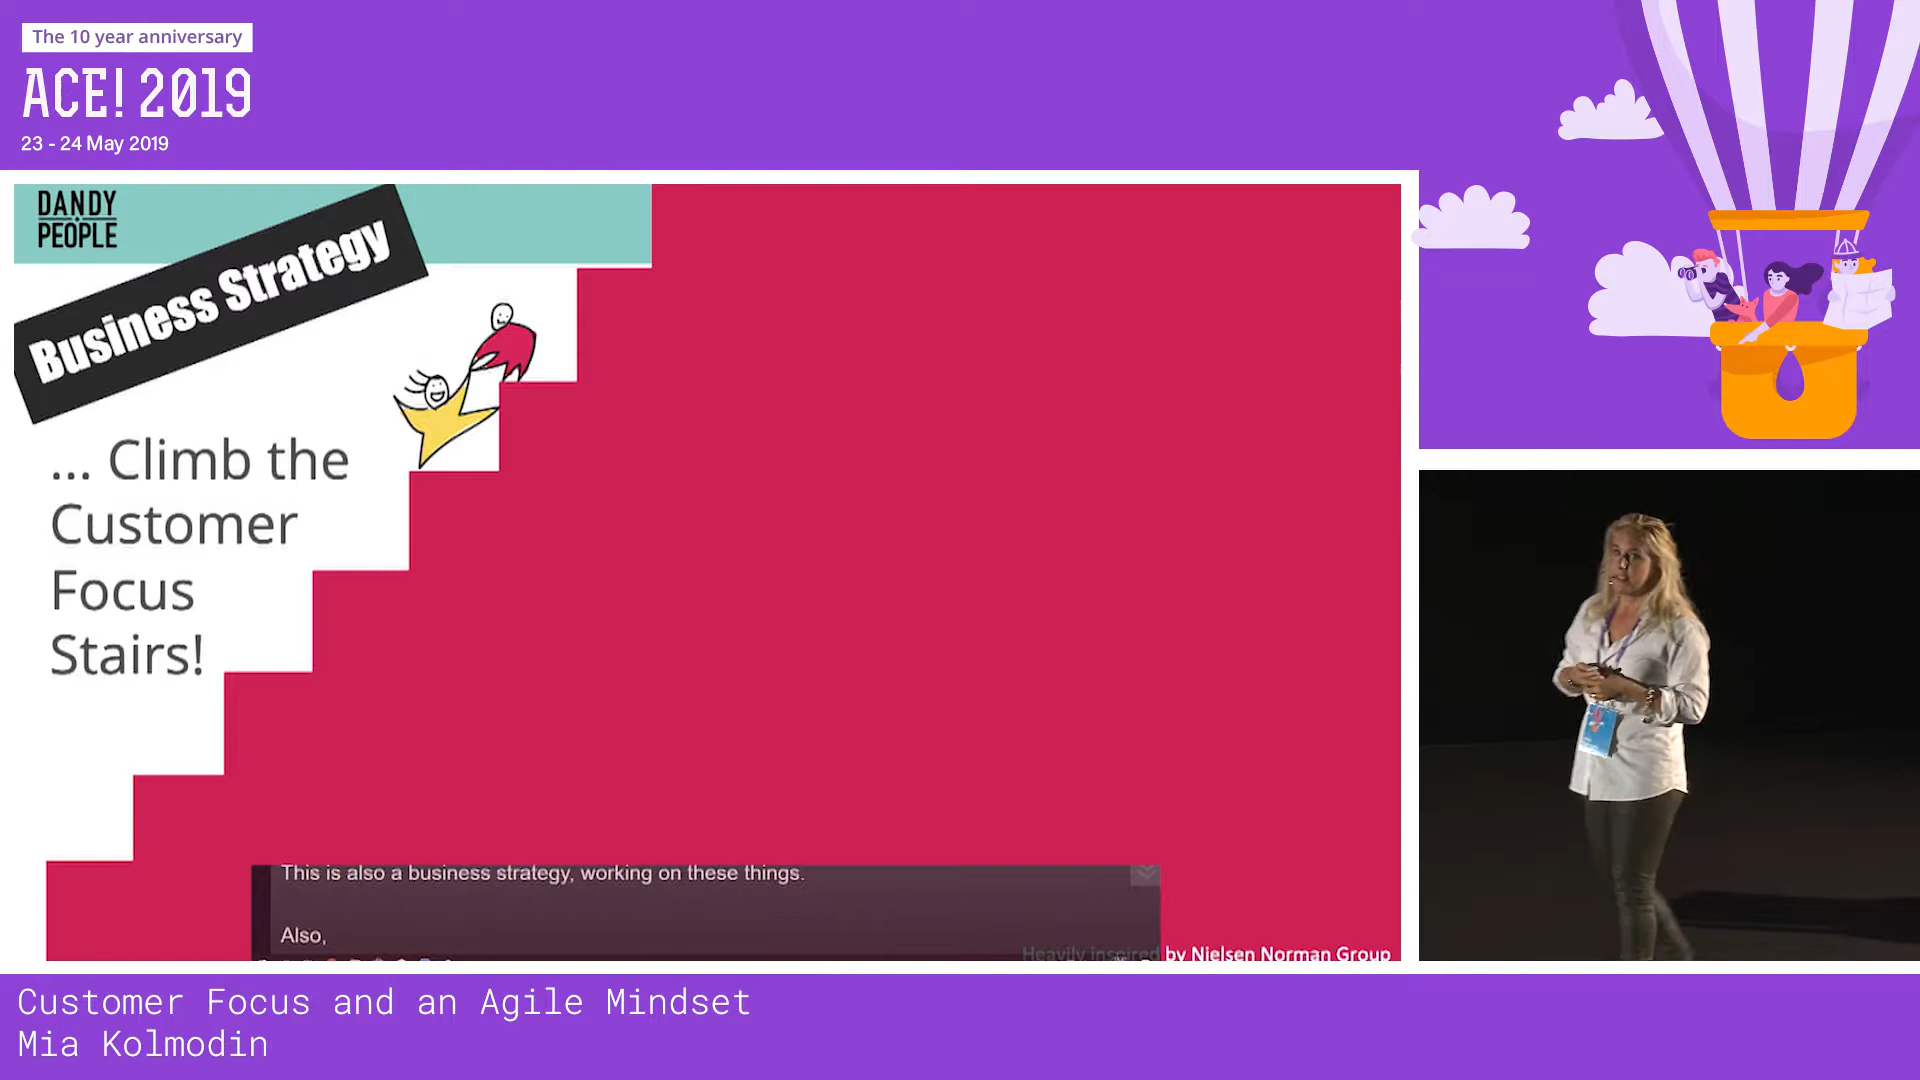 The 10 year anniversary
ACE! 2019
23 - 24 May 2019
DANDY
PEOPLE
Business Strategy
... Climb the
Customer
Focus
Stairs!
This is also a business strategy, working on these things.
Also,
Heavily inspired by Nielsen Norman Group
Customer Focus and an Agile Mindset
Mia Kolmodin